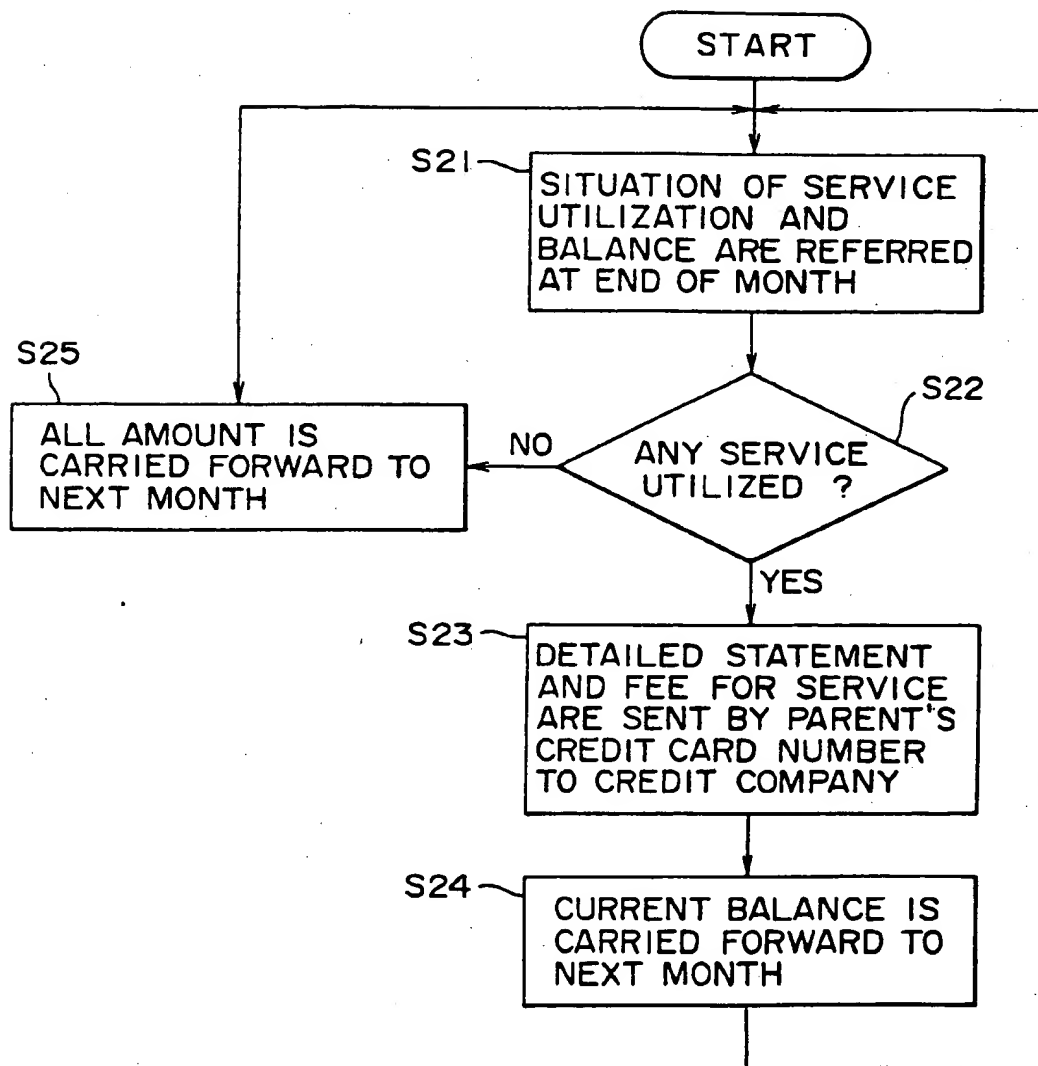 START
S21
SITUATION OF SERVICE
UTILIZATION AND
BALANCE ARE REFERRED
AT END OF MONTH
S22
ANY SERVICE
UTILIZED ?
NO
S25
ALL AMOUNT IS
CARRIED FORWARD TO
NEXT MONTH
YES
S23
DETAILED STATEMENT
AND FEE FOR SERVICE
ARE SENT BY PARENT'S
CREDIT CARD NUMBER
TO CREDIT COMPANY
S24
CURRENT BALANCE IS
CARRIED FORWARD TO
NEXT MONTH